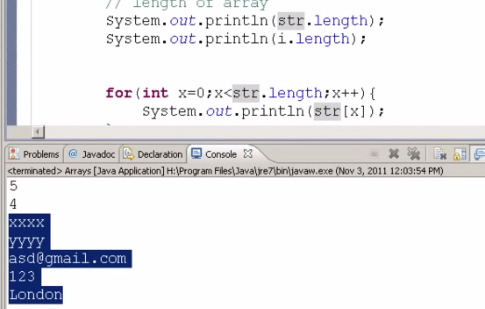 // length of array
System.out.println(str.length);
System.out.println(i.length);
for(int x=0;x<str.length;x++){
System.out.println(str[x]);
Problems @ Javadoc Declaration Console
<terminated> Arrays [Java Application] H:\Program Files\Java\jre7\bin\javaw.exe (Nov 3, 2011 12:03:54 PM)
5
4
xxxx
yyyy
asd@gmail.com
123
London